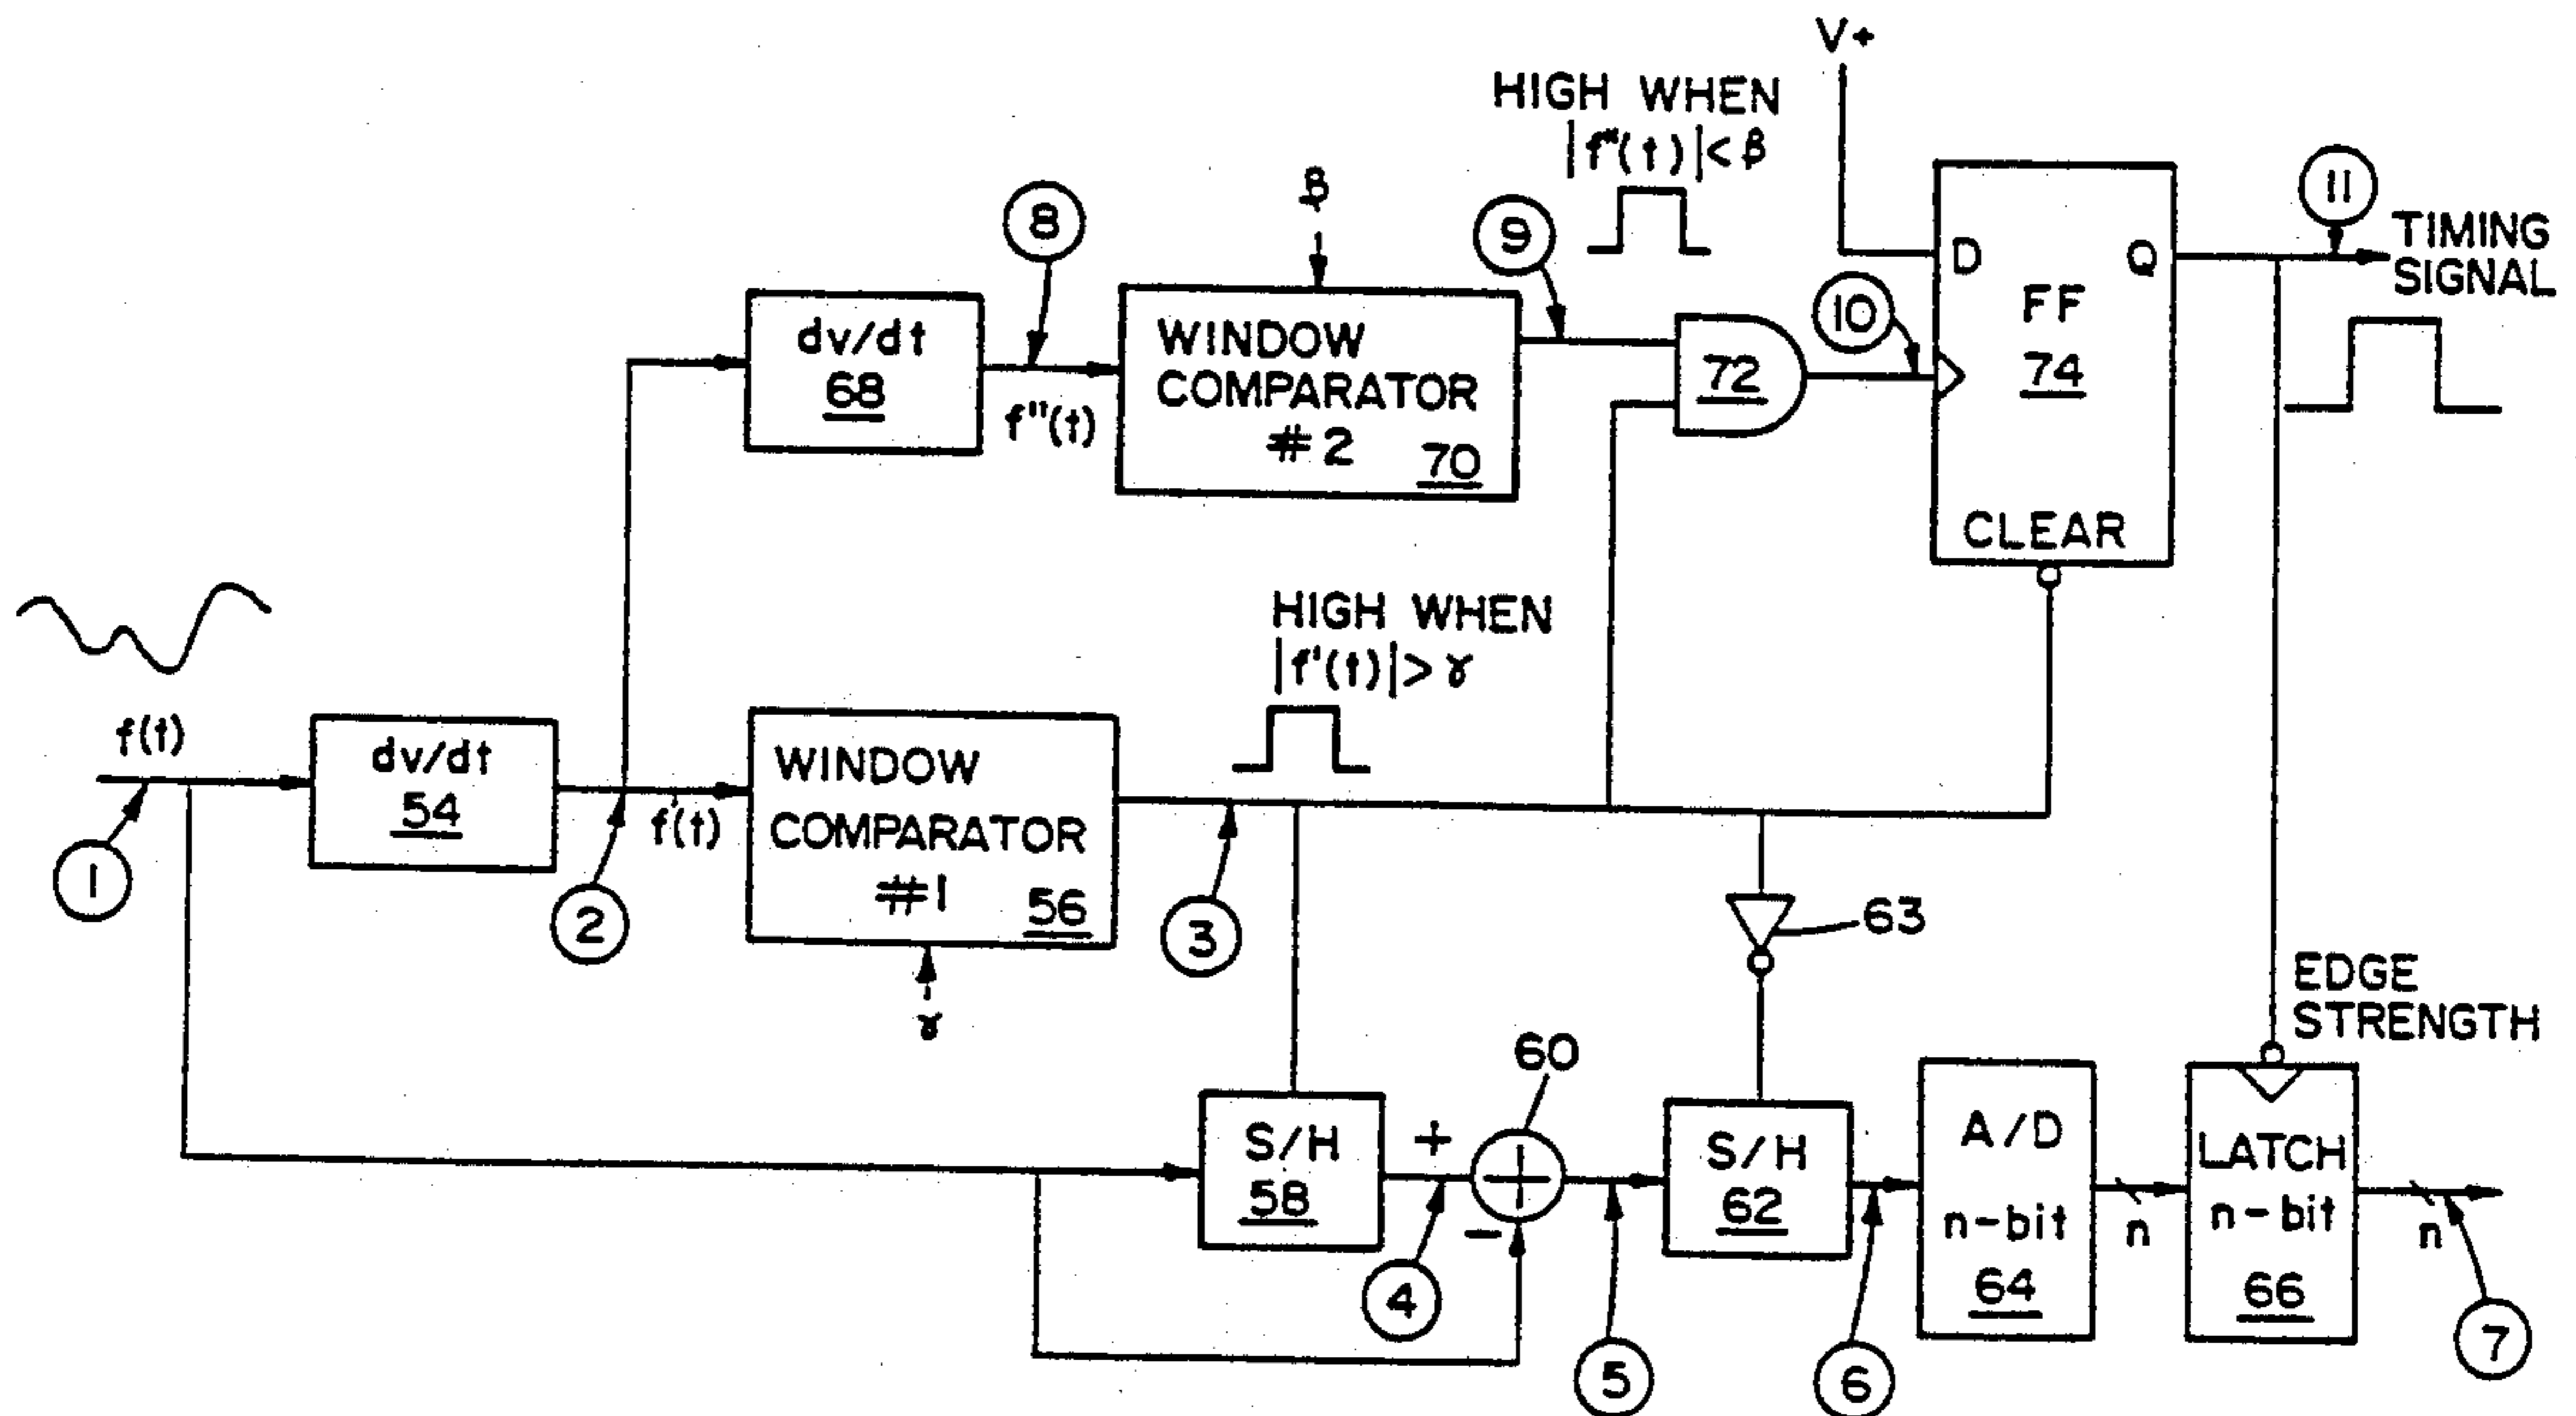 V+
HIGH WHEN
|f"(t)|< β
β
8
9
11
TIMING
SIGNAL
D
Q
FF
74
CLEAR
10
dv/dt
68
f"(t)
WINDOW
COMPARATOR
#2
70
72
HIGH WHEN
|f'(t)|> γ
f(t)
1
dv/dt
54
2
f'(t)
WINDOW
COMPARATOR
#1
56
γ
3
63
EDGE
STRENGTH
60
S/H
58
+
-
4
5
S/H
62
6
A/D
n-bit
64
n
LATCH
n-bit
66
n
7